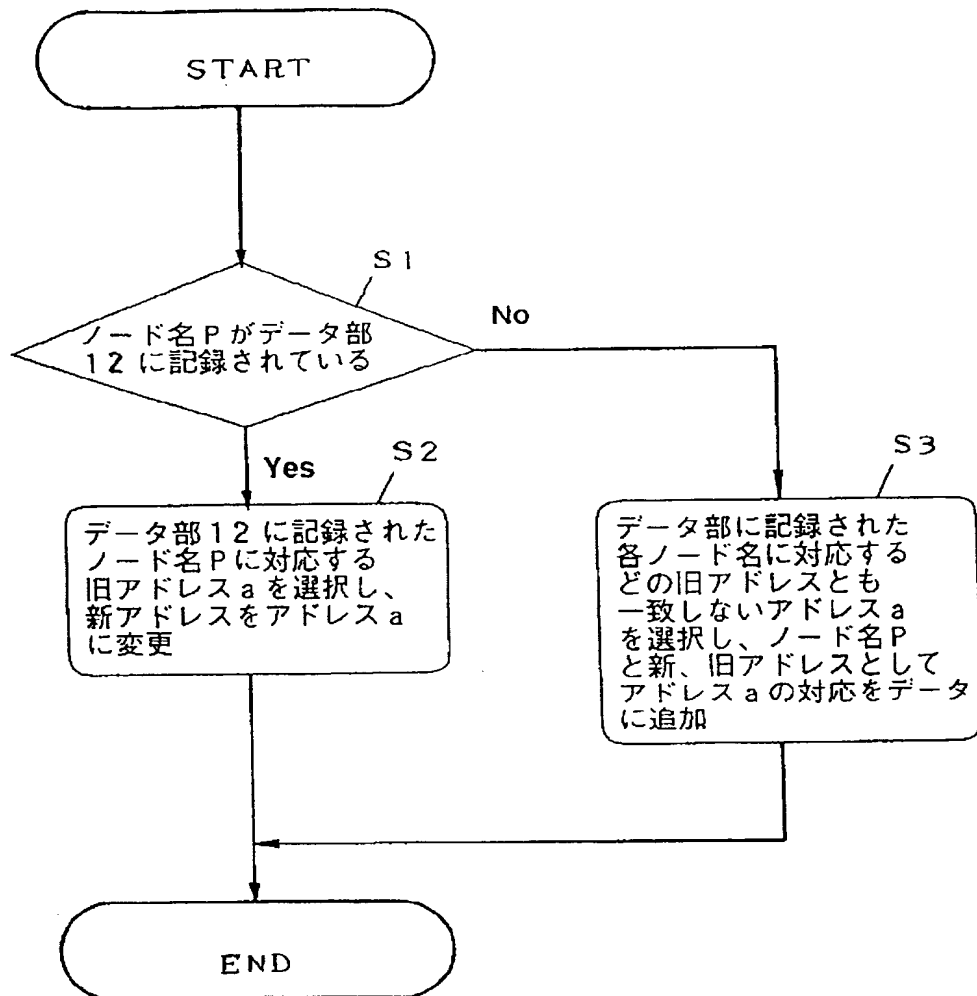 START
S1
ノード名Pがデータ部
12に記録されている
No
Yes
S2
データ部12に記録された
ノード名Pに対応する
旧アドレスaを選択し、
新アドレスをアドレスa
に変更
S3
データ部に記録された
各ノード名に対応する
どの旧アドレスとも
一致しないアドレスa
を選択し、ノード名P
と新、旧アドレスとして
アドレスaの対応をデータ
に追加
END